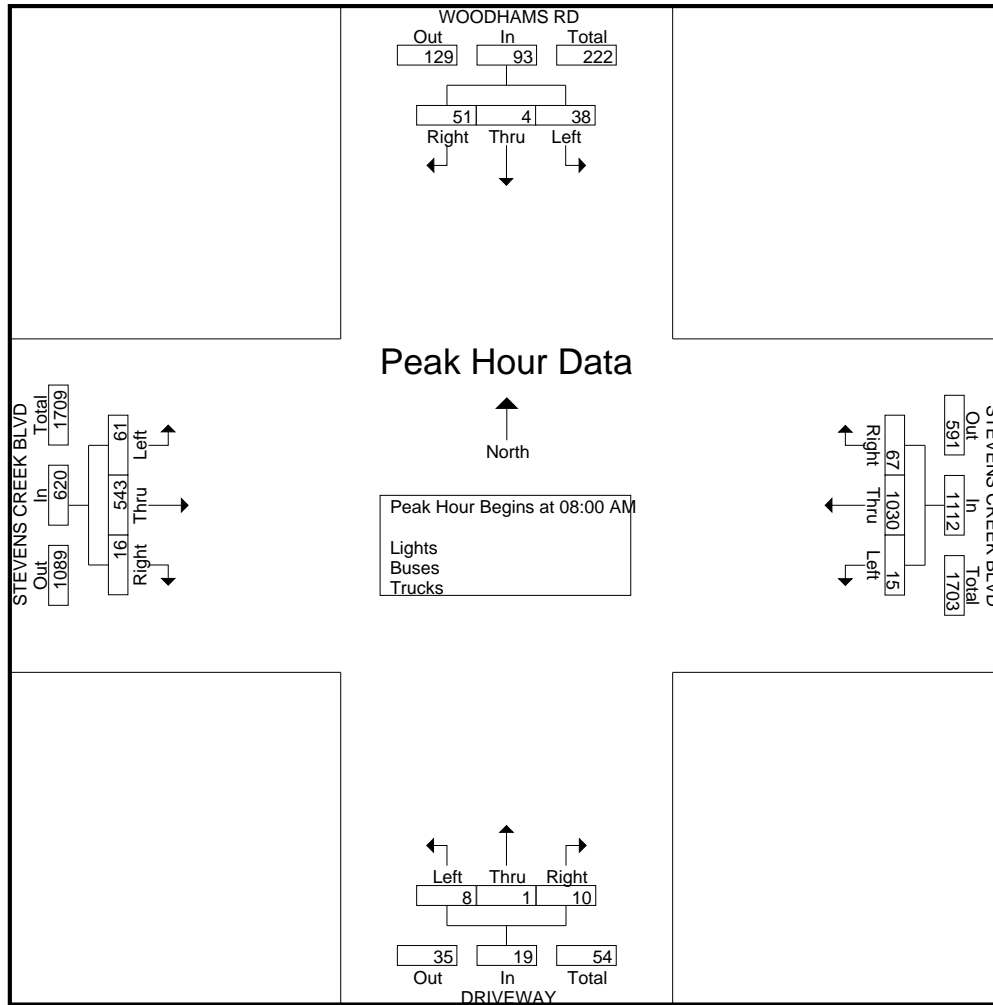 WOODHAMS RD
Out In Total
129 93 222
51 4 38
Right Thru Left
Peak Hour Data
North
Peak Hour Begins at 08:00 AM
Lights
Buses
Trucks
STEVENS CREEK BLVD
Total In Out
1709 620 1089
61 543 16
Left Thru Right
Right Thru Left
67 1030 15
Out In Total
591 1112 1703
STEVENS CREEK BLVD
Left Thru Right
8 1 10
35 19 54
Out In Total
DRIVEWAY